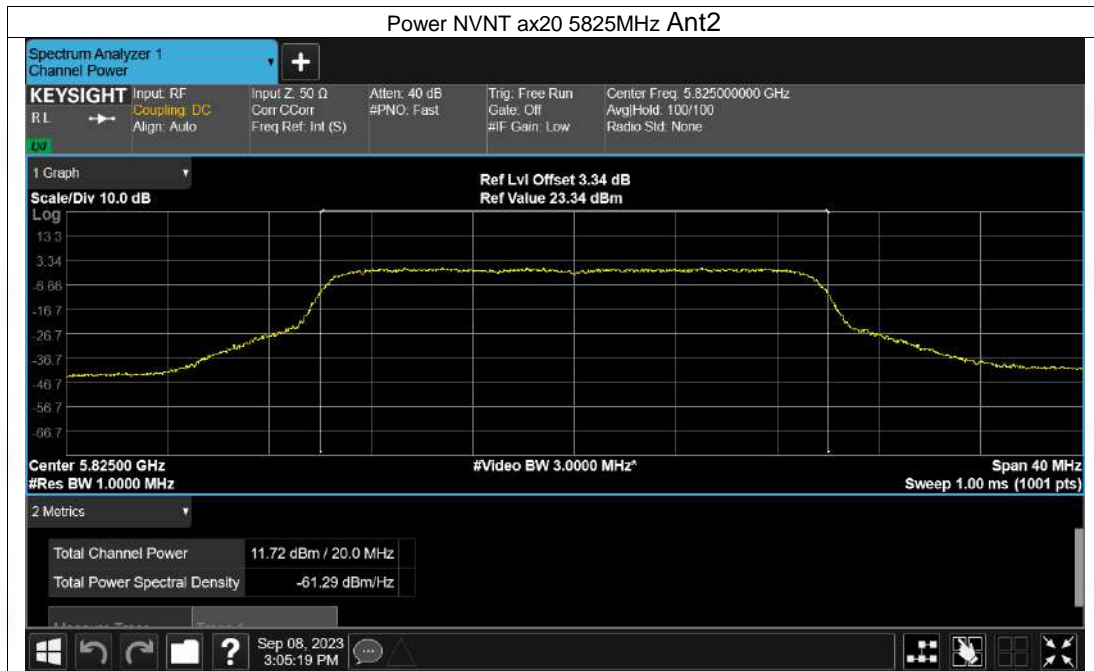 Power NVNT ax20 5825MHz Ant2
Spectrum Analyzer 1
Channel Power
+
KEYSIGHT
R L
LXI
Input: RF
Coupling: DC
Align: Auto
Input Z: 50 Ω
Corr CCorr
Freq Ref: Int (S)
Atten: 40 dB
#PNO: Fast
Trig: Free Run
Gate: Off
#IF Gain: Low
Center Freq: 5.825000000 GHz
Avg|Hold: 100/100
Radio Std: None
1 Graph
Ref Lvl Offset 3.34 dB
Scale/Div 10.0 dB
Ref Value 23.34 dBm
Log
13.3
3.34
-6.66
-16.7
-26.7
-36.7
-46.7
-56.7
-66.7
Center 5.82500 GHz
#Video BW 3.0000 MHz*
Span 40 MHz
#Res BW 1.0000 MHz
Sweep 1.00 ms (1001 pts)
2 Metrics
Total Channel Power 11.72 dBm / 20.0 MHz
Total Power Spectral Density -61.29 dBm/Hz
?
Sep 08, 2023
3:05:19 PM